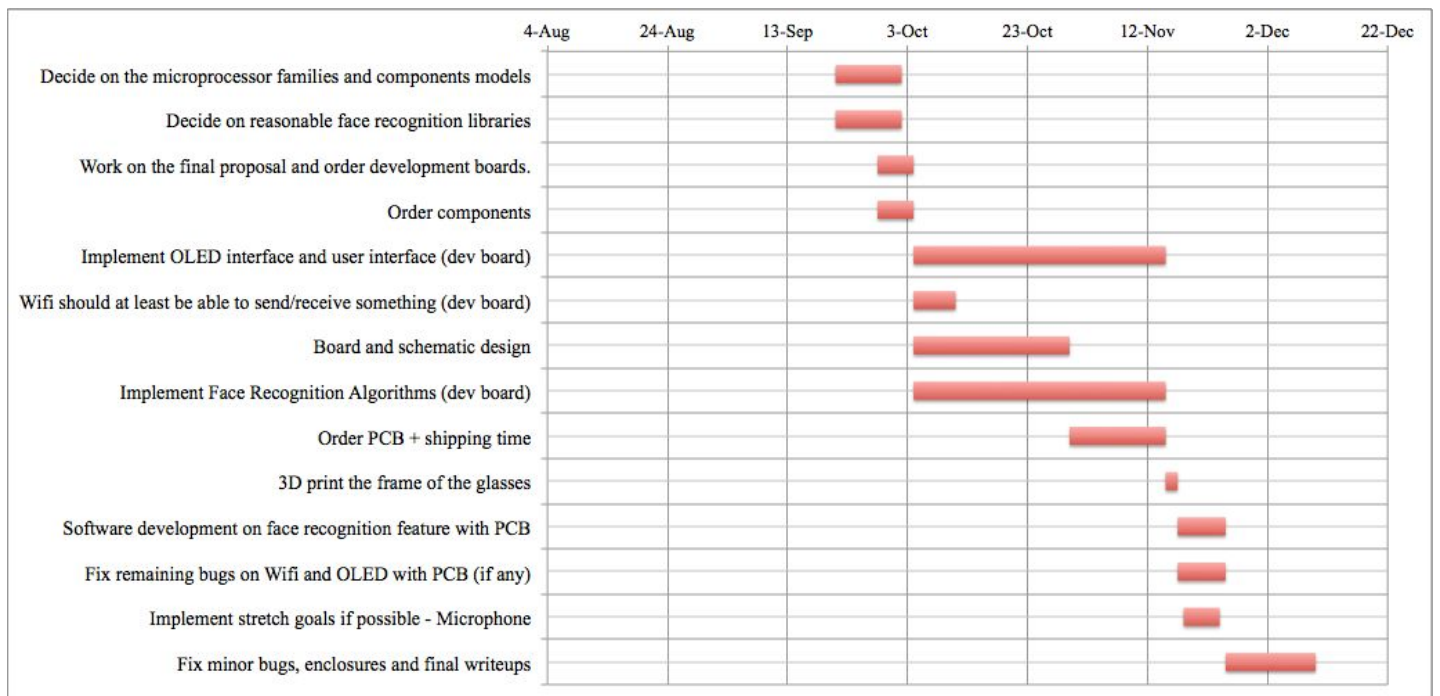 4-Aug 24-Aug 13-Sep 3-Oct 23-Oct 12-Nov 2-Dec 22-Dec
Decide on the microprocessor families and components models
Decide on reasonable face recognition libraries
Work on the final proposal and order development boards.
Order components
Implement OLED interface and user interface (dev board)
Wifi should at least be able to send/receive something (dev board)
Board and schematic design
Implement Face Recognition Algorithms (dev board)
Order PCB + shipping time
3D print the frame of the glasses
Software development on face recognition feature with PCB
Fix remaining bugs on Wifi and OLED with PCB (if any)
Implement stretch goals if possible - Microphone
Fix minor bugs, enclosures and final writeups